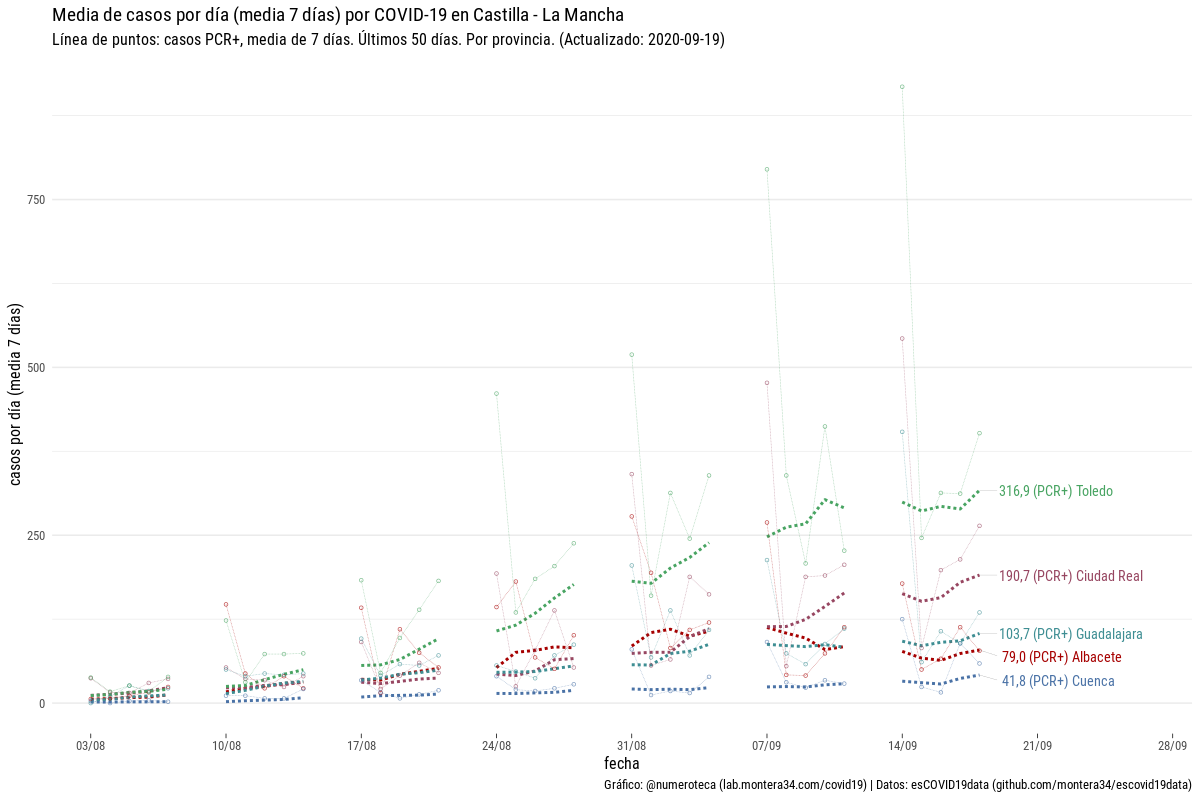 Media de casos por día (media 7 días) por COVID-19 en Castilla - La Mancha
Línea de puntos: casos PCR+, media de 7 días. Últimos 50 días. Por provincia. (Actualizado: 2020-09-19)
casos por día (media 7 días)
750
500
250
0
316,9 (PCR+) Toledo
190,7 (PCR+) Ciudad Real
103,7 (PCR+) Guadalajara
79,0 (PCR+) Albacete
41,8 (PCR+) Cuenca
03/08 10/08 17/08 24/08 31/08 07/09 14/09 21/09 28/09
fecha
Gráfico: @numeroteca (lab.montera34.com/covid19) | Datos: esCOVID19data (github.com/montera34/escovid19data)